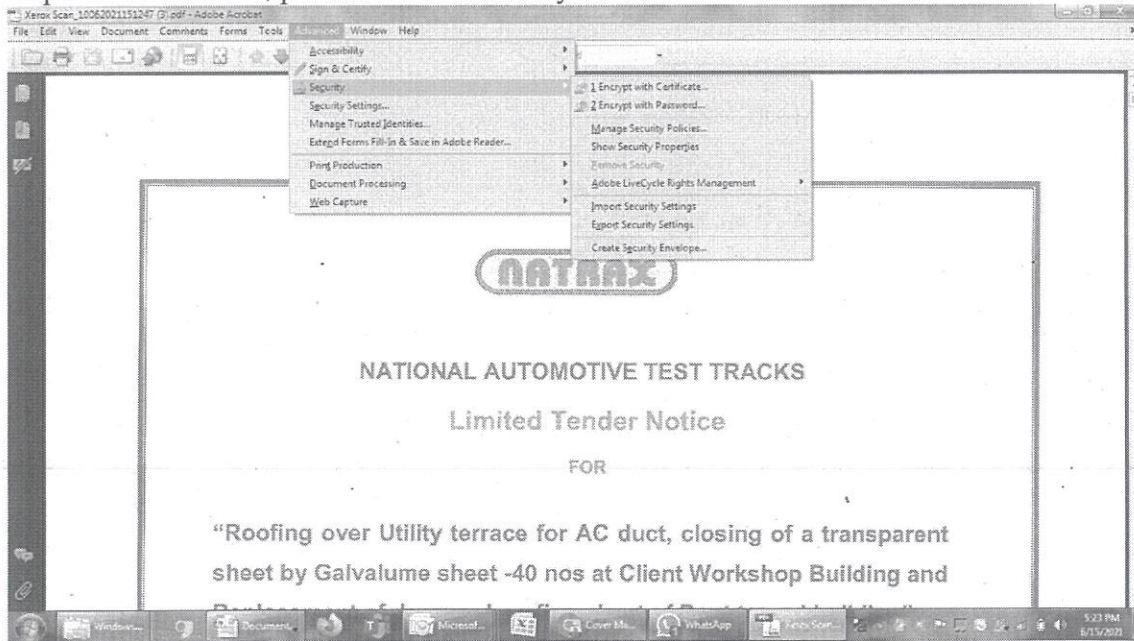 Xerox Scan_10062021151247 (3).pdf - Adobe Acrobat
File Edit View Document Comments Forms Tools Advanced Window Help
Accessibility
Sign & Certify
Security
Security Settings...
Manage Trusted Identities...
Extend Forms Fill-In & Save in Adobe Reader...
Print Production
Document Processing
Web Capture
1 Encrypt with Certificate...
2 Encrypt with Password...
Manage Security Policies...
Show Security Properties
Remove Security
Adobe LiveCycle Rights Management
Import Security Settings
Export Security Settings
Create Security Envelope...
NATRAX
NATIONAL AUTOMOTIVE TEST TRACKS
Limited Tender Notice
FOR
“Roofing over Utility terrace for AC duct, closing of a transparent
sheet by Galvalume sheet -40 nos at Client Workshop Building and
Windows... Document... Microsof... Cover Ma... WhatsApp Xerox Scan...
5:23 PM
6/15/2021